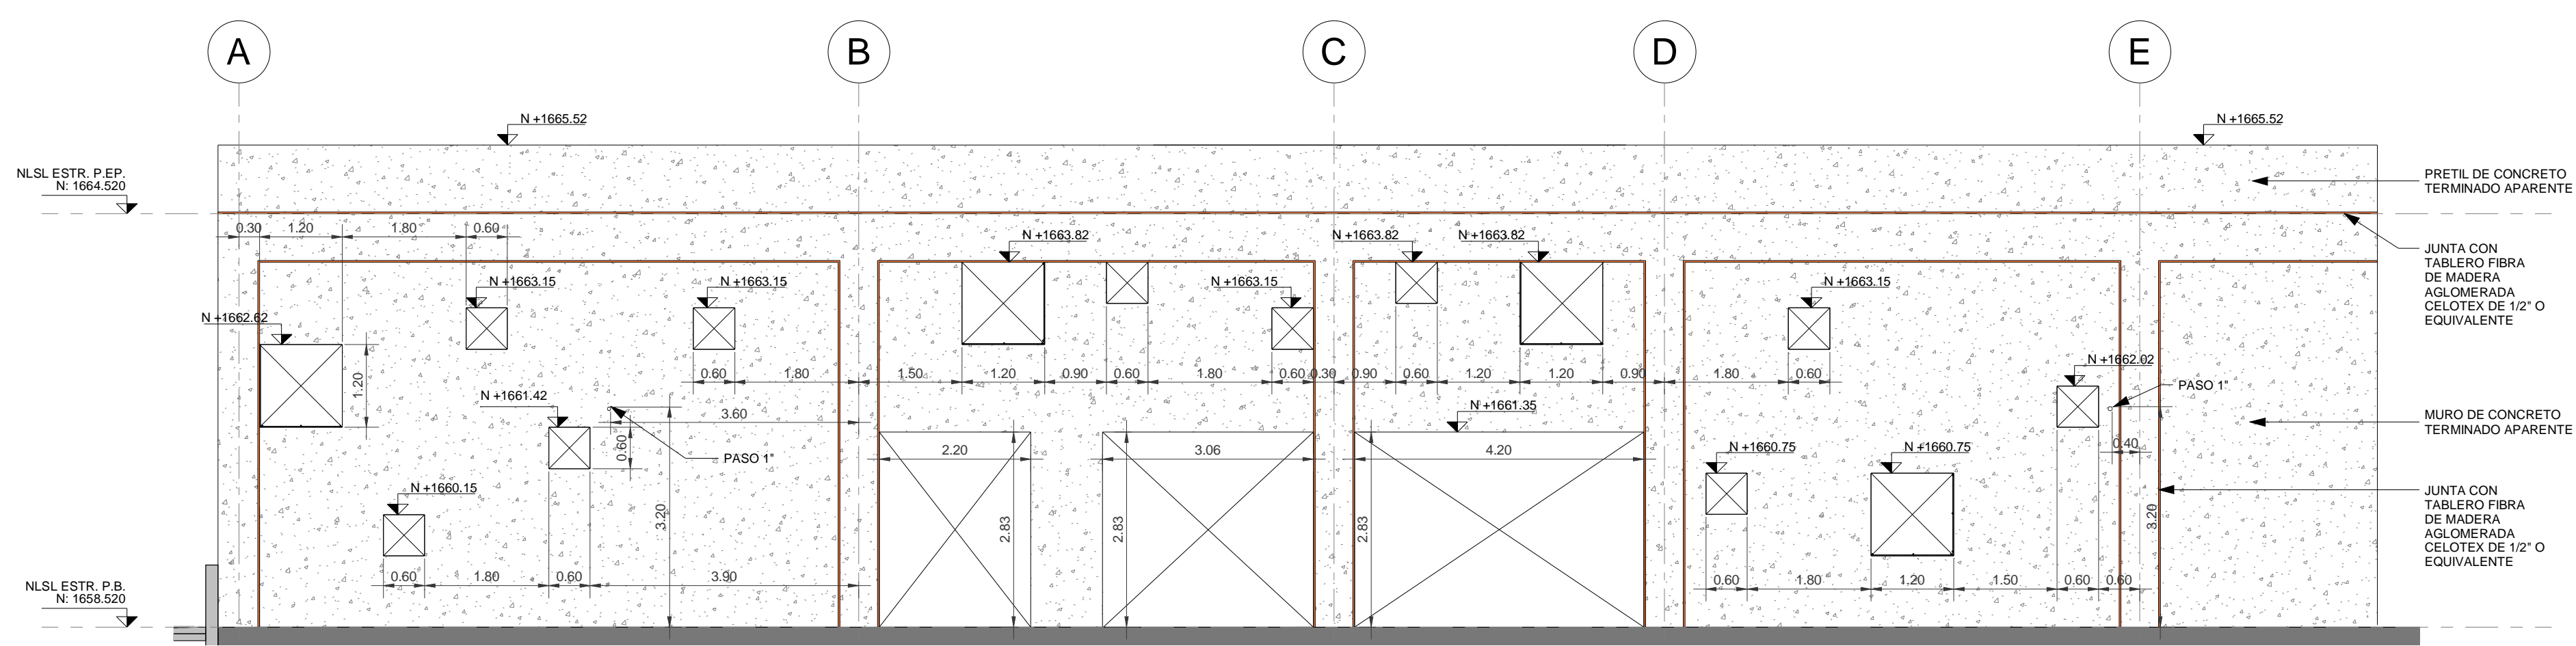 A
B
C
D
E
N +1665.52
N +1665.52
NLSL ESTR. P.EP.
N: 1664.520
PRETIL DE CONCRETO
TERMINADO APARENTE
0.30
1.20
1.80
0.60
N +1663.82
N +1663.82
N +1663.82
JUNTA CON
TABLERO FIBRA
DE MADERA
AGLOMERADA
CELOTEX DE 1/2" O
EQUIVALENTE
N +1663.15
N +1663.15
N +1663.15
N +1663.15
N +1662.62
N +1662.02
1.20
0.60
1.80
1.50
1.20
0.90
0.60
1.80
0.60
0.30
0.90
0.60
1.20
1.20
0.90
1.80
0.60
PASO 1"
N +1661.42
3.60
N +1661.35
MURO DE CONCRETO
TERMINADO APARENTE
0.60
PASO 1"
2.20
3.06
4.20
N +1660.75
N +1660.75
0.40
N +1660.15
3.20
2.83
2.83
2.83
3.20
JUNTA CON
TABLERO FIBRA
DE MADERA
AGLOMERADA
CELOTEX DE 1/2" O
EQUIVALENTE
NLSL ESTR. P.B.
N: 1658.520
0.60
1.80
0.60
3.90
0.60
1.80
1.20
1.50
0.60
0.60